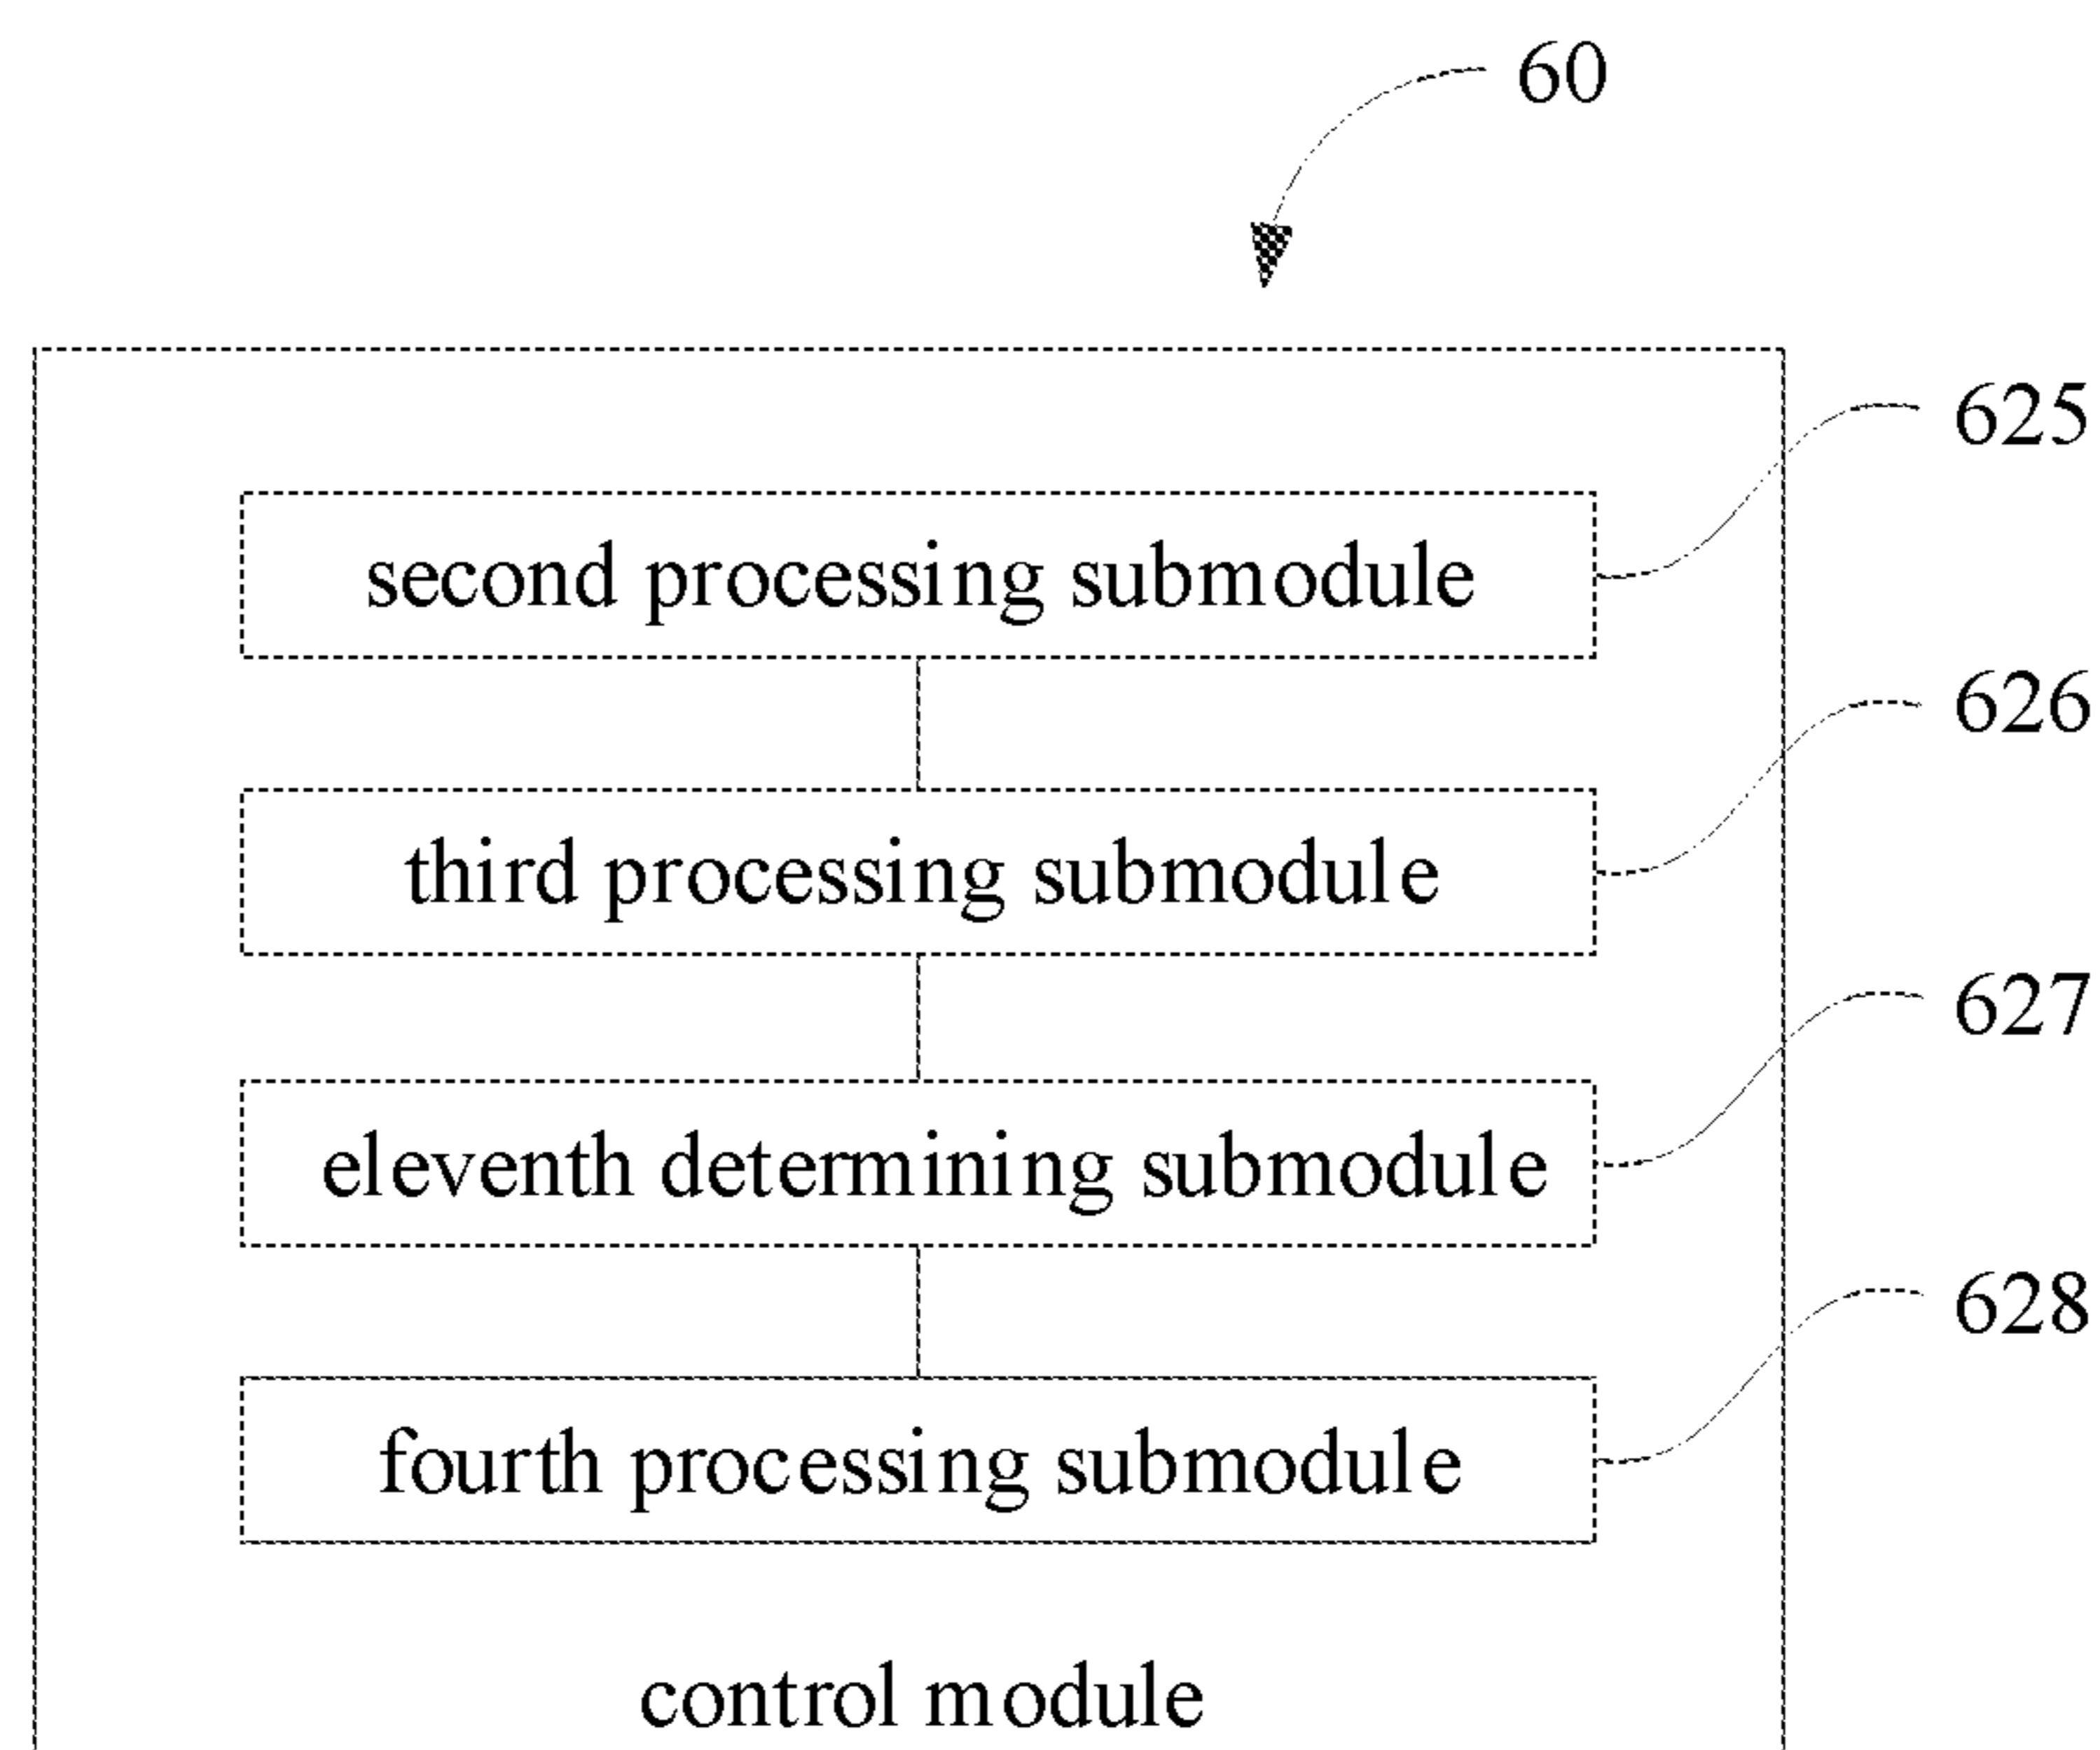 60
625
second processing submodule
626
third processing submodule
627
eleventh determining submodule
628
fourth processing submodule
control module